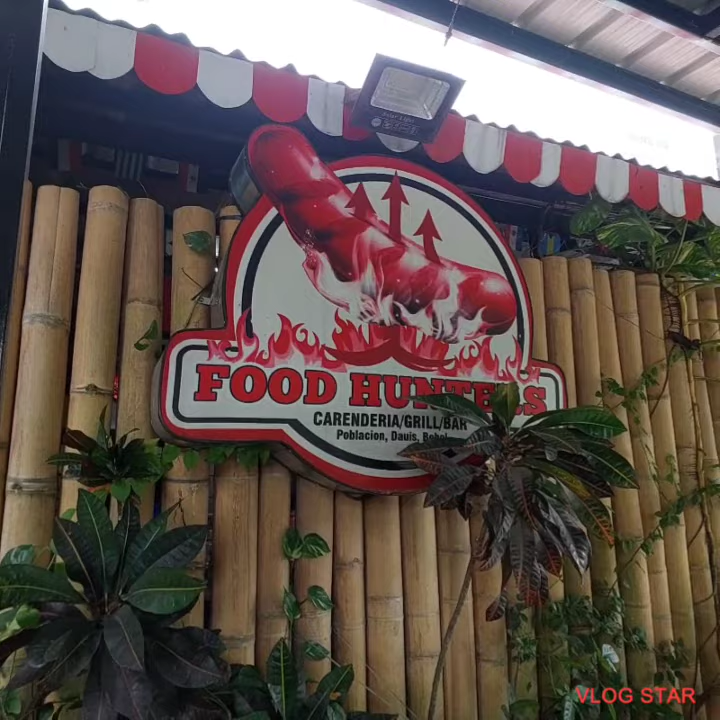 FOOD HUNTERS
CARENDERIA/GRILL/BAR
Poblacion, Dauis, Bohol
VLOG STAR